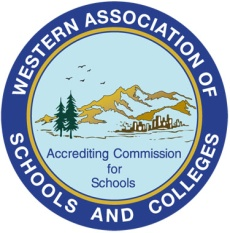 WESTERN ASSOCIATION OF
SCHOOLS AND COLLEGES
Accrediting Commission
for
Schools